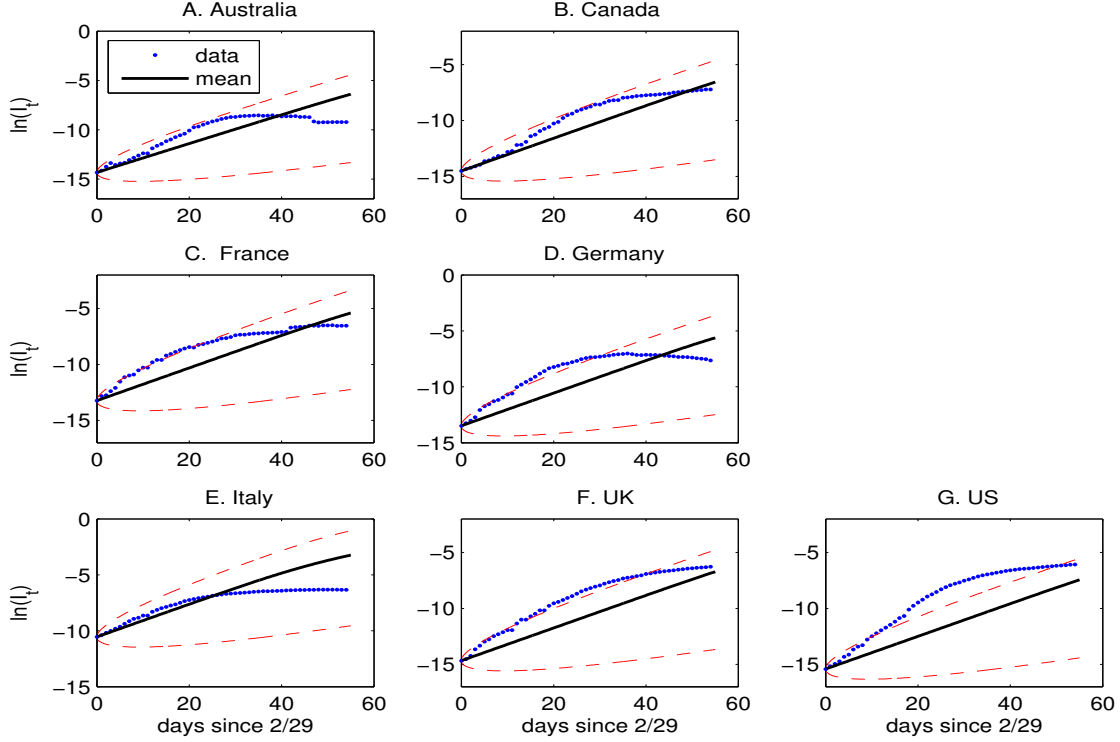 A. Australia
B. Canada
0
−5
−10
−15
ln(I_t)
data
mean
0 20 40 60
−5
−10
−15
0 20 40 60
C. France
D. Germany
−5
−10
−15
ln(I_t)
0 20 40 60
0
−5
−10
−15
0 20 40 60
E. Italy
F. UK
G. US
0
−5
−10
−15
ln(I_t)
0 20 40 60
days since 2/29
−5
−10
−15
0 20 40 60
days since 2/29
−5
−10
−15
0 20 40 60
days since 2/29